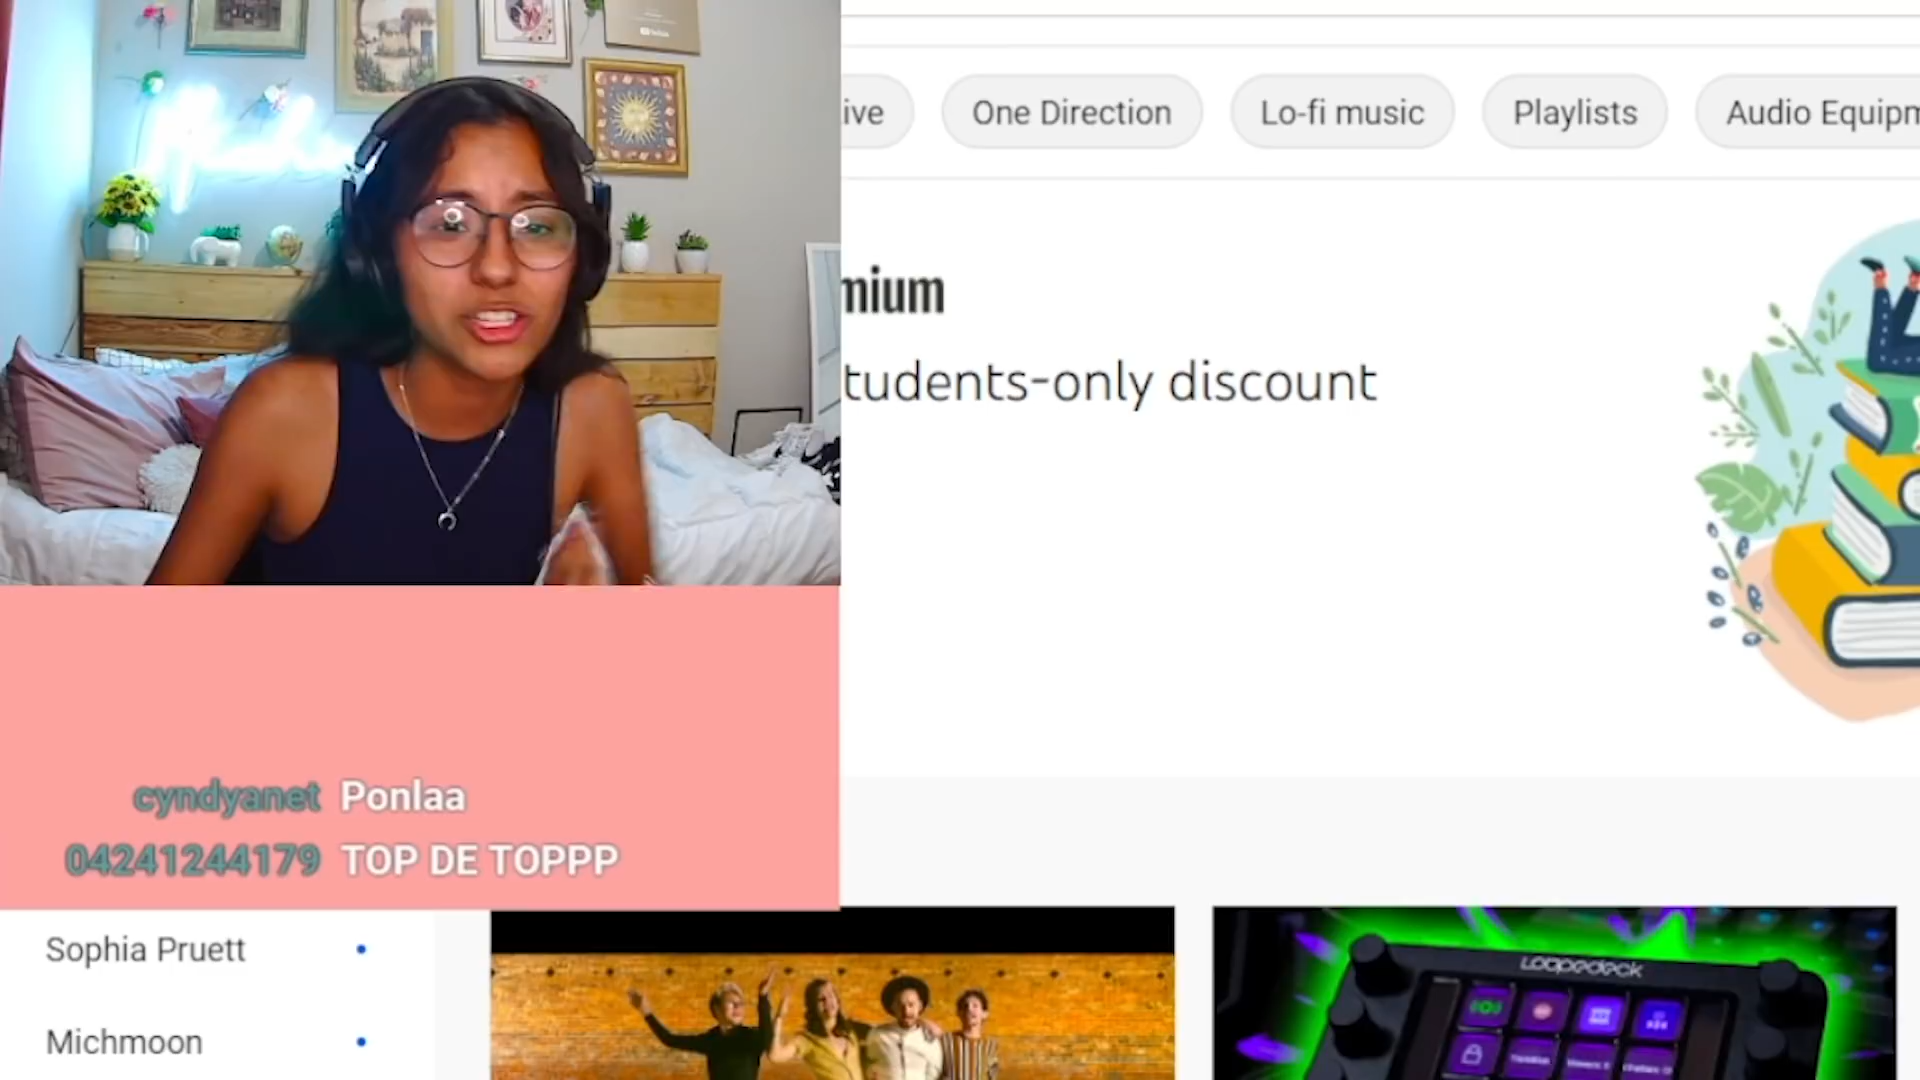 YouTube
ive
One Direction
Lo-fi music
Playlists
Audio Equipm
mium
tudents-only discount
cyndyanet Ponlaa
04241244179 TOP DE TOPPP
Sophia Pruett
Michmoon
Loupedeck